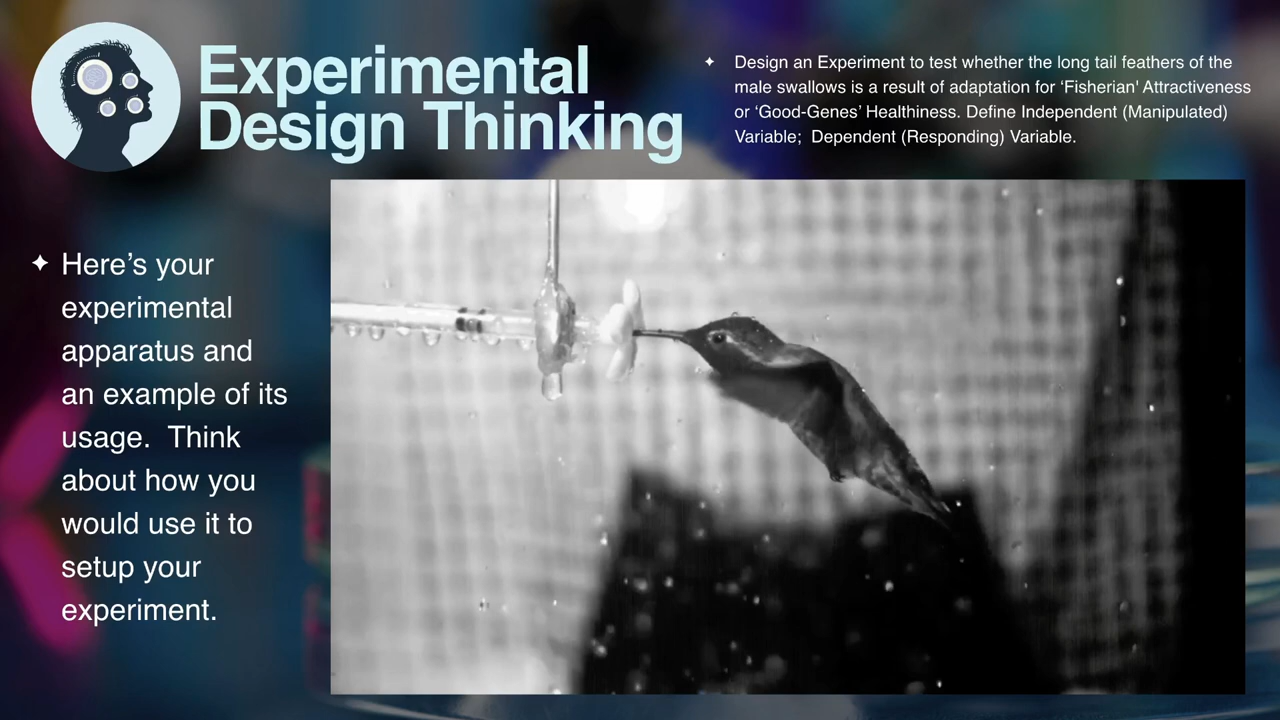 Experimental
Design Thinking
✦ Design an Experiment to test whether the long tail feathers of the
male swallows is a result of adaptation for ‘Fisherian' Attractiveness
or ‘Good-Genes’ Healthiness. Define Independent (Manipulated)
Variable;  Dependent (Responding) Variable.
✦ Here’s your
experimental
apparatus and
an example of its
usage.  Think
about how you
would use it to
setup your
experiment.